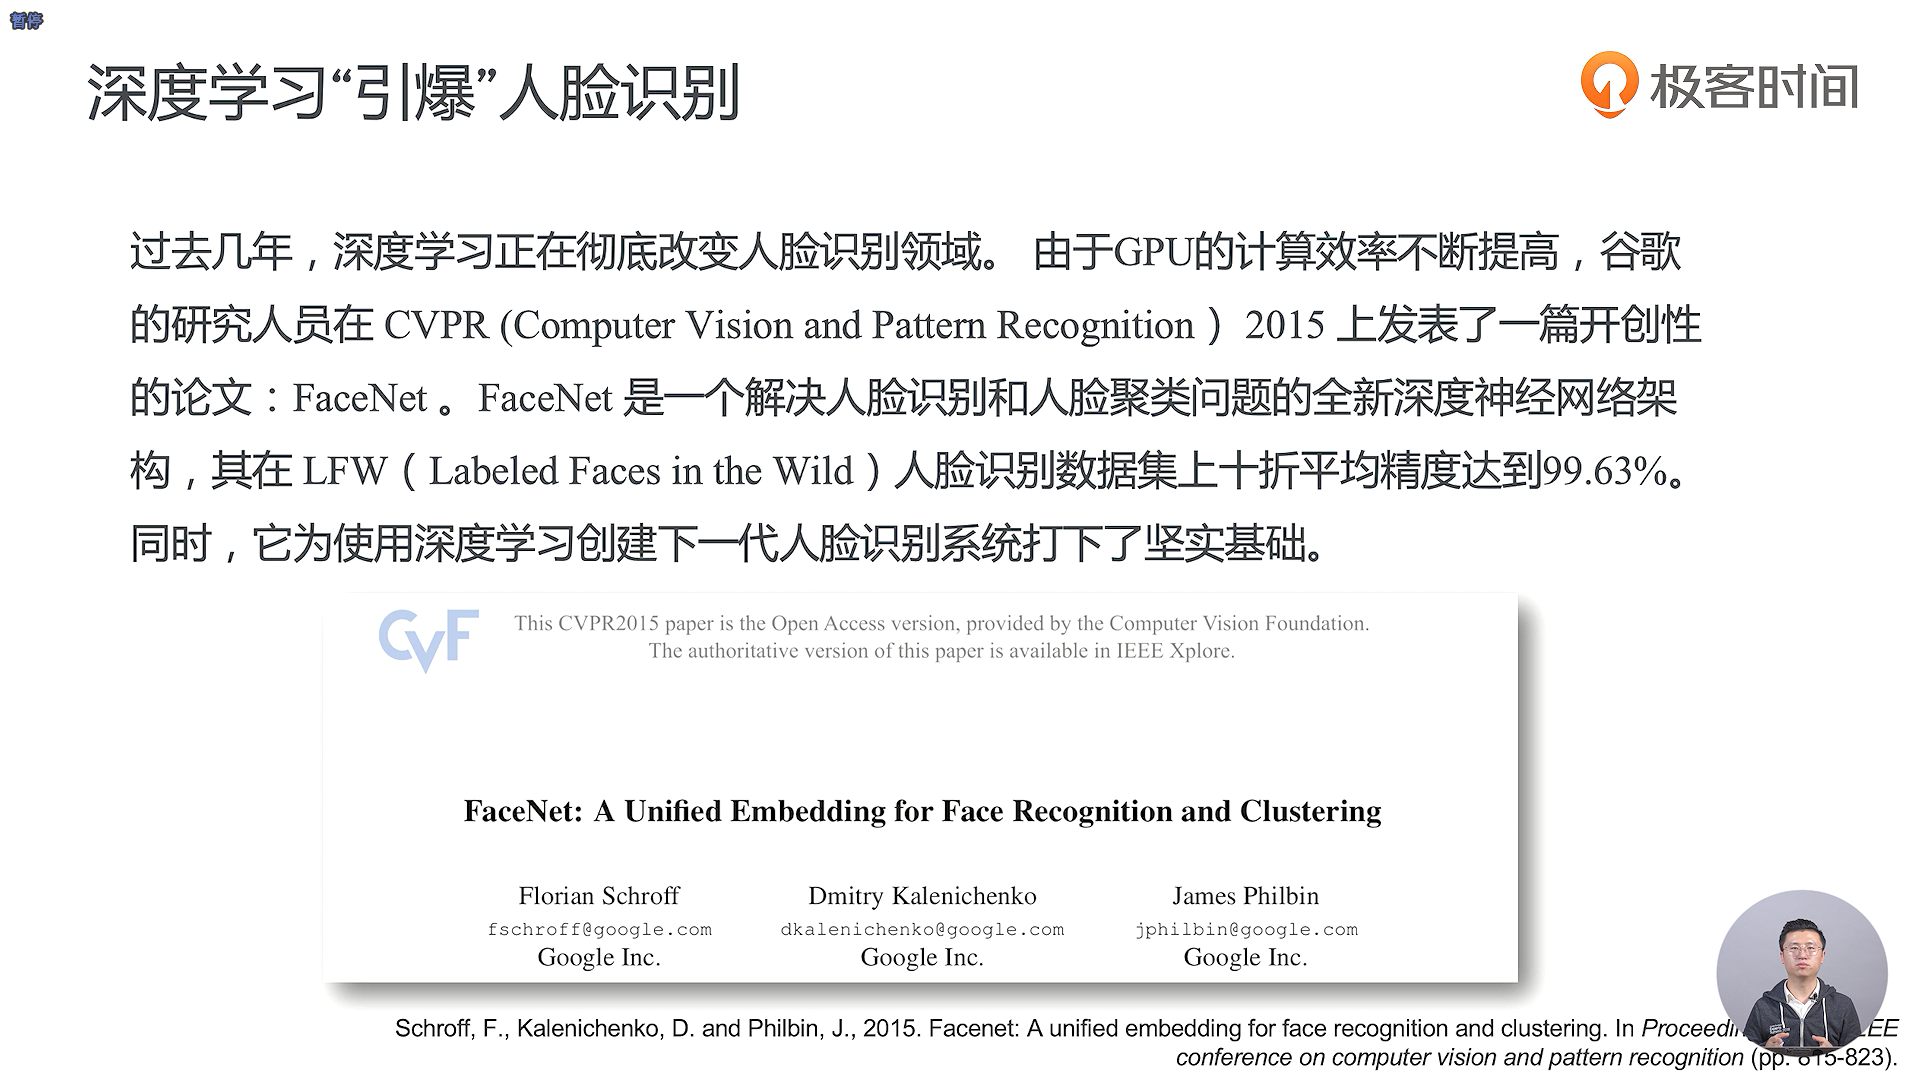 暂停
深度学习“引爆”人脸识别
极客时间
过去几年，深度学习正在彻底改变人脸识别领域。 由于GPU的计算效率不断提高，谷歌
的研究人员在 CVPR (Computer Vision and Pattern Recognition） 2015 上发表了一篇开创性
的论文：FaceNet 。FaceNet 是一个解决人脸识别和人脸聚类问题的全新深度神经网络架
构，其在 LFW（Labeled Faces in the Wild）人脸识别数据集上十折平均精度达到99.63%。
同时，它为使用深度学习创建下一代人脸识别系统打下了坚实基础。
CVF
This CVPR2015 paper is the Open Access version, provided by the Computer Vision Foundation.
The authoritative version of this paper is available in IEEE Xplore.
FaceNet: A Unified Embedding for Face Recognition and Clustering
Florian Schroff Dmitry Kalenichenko James Philbin
fschroff@google.com dkalenichenko@google.com jphilbin@google.com
Google Inc. Google Inc. Google Inc.
Schroff, F., Kalenichenko, D. and Philbin, J., 2015. Facenet: A unified embedding for face recognition and clustering. In
conference on computer vision and pattern recognition (pp. 815-823).